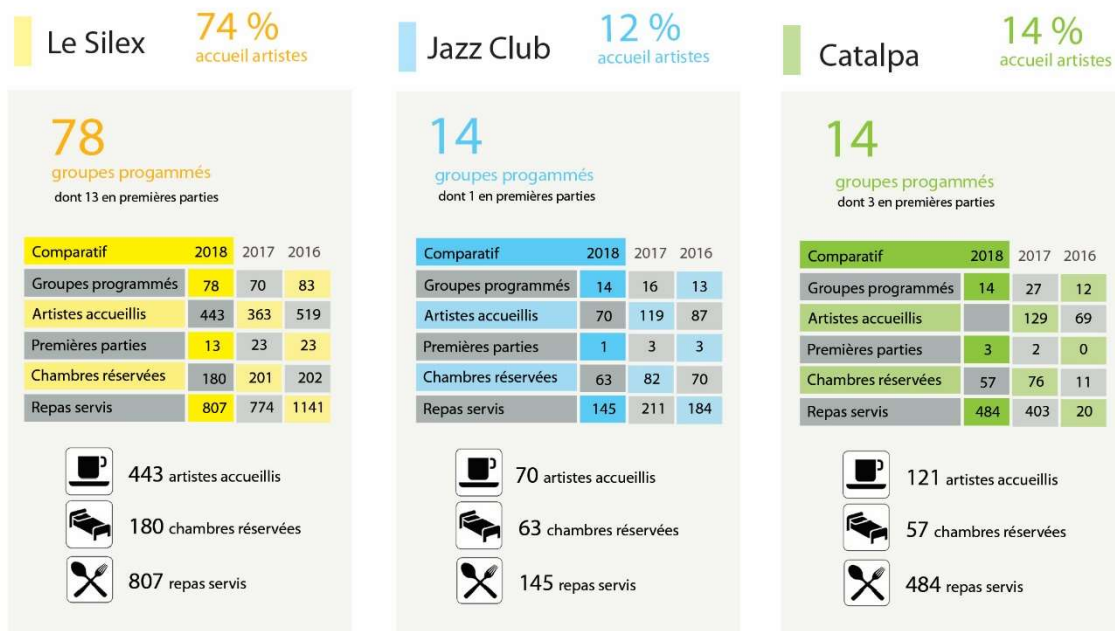 Le Silex
74 %
accueil artistes
78
groupes progammés
dont 13 en premières parties
Comparatif 2018 2017 2016
Groupes programmés 78 70 83
Artistes accueillis 443 363 519
Premières parties 13 23 23
Chambres réservées 180 201 202
Repas servis 807 774 1141
443 artistes accueillis
180 chambres réservées
807 repas servis
Jazz Club
12 %
accueil artistes
14
groupes progammés
dont 1 en premières parties
Comparatif 2018 2017 2016
Groupes programmés 14 16 13
Artistes accueillis 70 119 87
Premières parties 1 3 3
Chambres réservées 63 82 70
Repas servis 145 211 184
70 artistes accueillis
63 chambres réservées
145 repas servis
Catalpa
14 %
accueil artistes
14
groupes progammés
dont 3 en premières parties
Comparatif 2018 2017 2016
Groupes programmés 14 27 12
Artistes accueillis 129 69
Premières parties 3 2 0
Chambres réservées 57 76 11
Repas servis 484 403 20
121 artistes accueillis
57 chambres réservées
484 repas servis